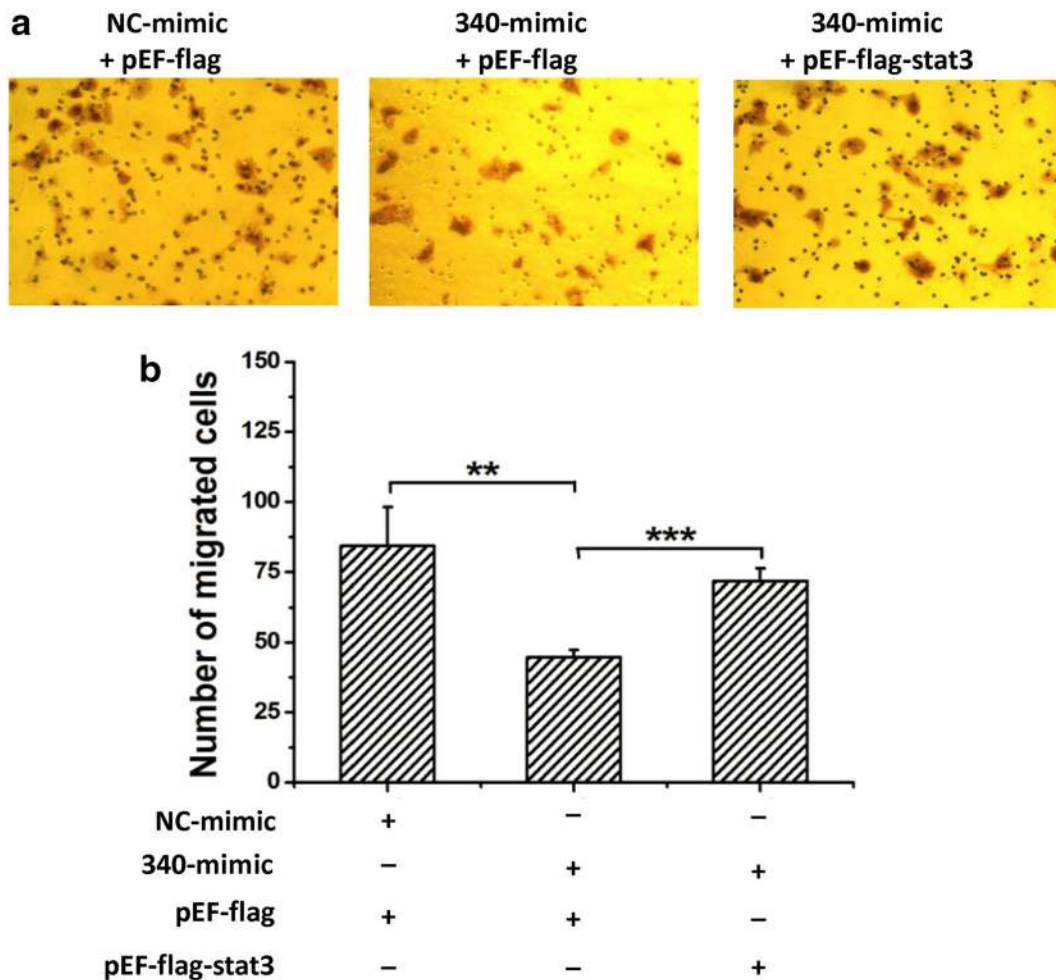 a
NC-mimic
+ pEF-flag
340-mimic
+ pEF-flag
340-mimic
+ pEF-flag-stat3
b
Number of migrated cells
150
125
100
75
50
25
0
**
***
NC-mimic + – –
340-mimic – + +
pEF-flag + + –
pEF-flag-stat3 – – +